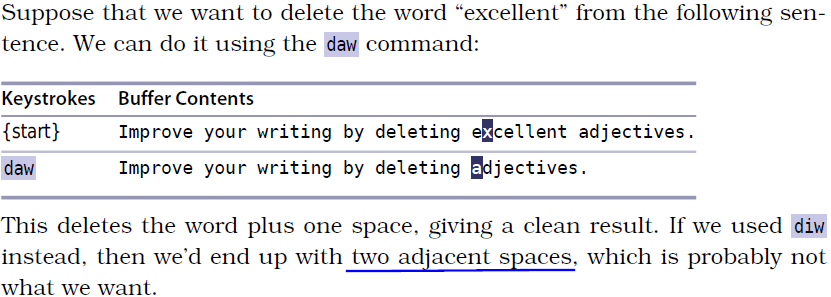 Suppose that we want to delete the word “excellent” from the following sen-
tence. We can do it using the daw command:
Keystrokes Buffer Contents
{start} Improve your writing by deleting excellent adjectives.
daw Improve your writing by deleting adjectives.
This deletes the word plus one space, giving a clean result. If we used diw
instead, then we’d end up with two adjacent spaces, which is probably not
what we want.